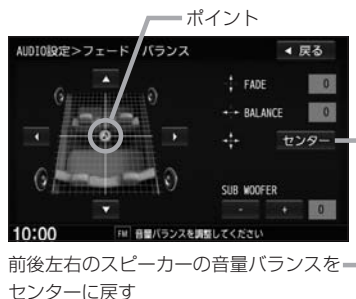 ポイント
AUDIO設定>フェード/バランス
◀ 戻る
FADE 0
BALANCE 0
センター
SUB WOOFER
- + 0
10:00 FM 音量バランスを調整してください
前後左右のスピーカーの音量バランスを
センターに戻す